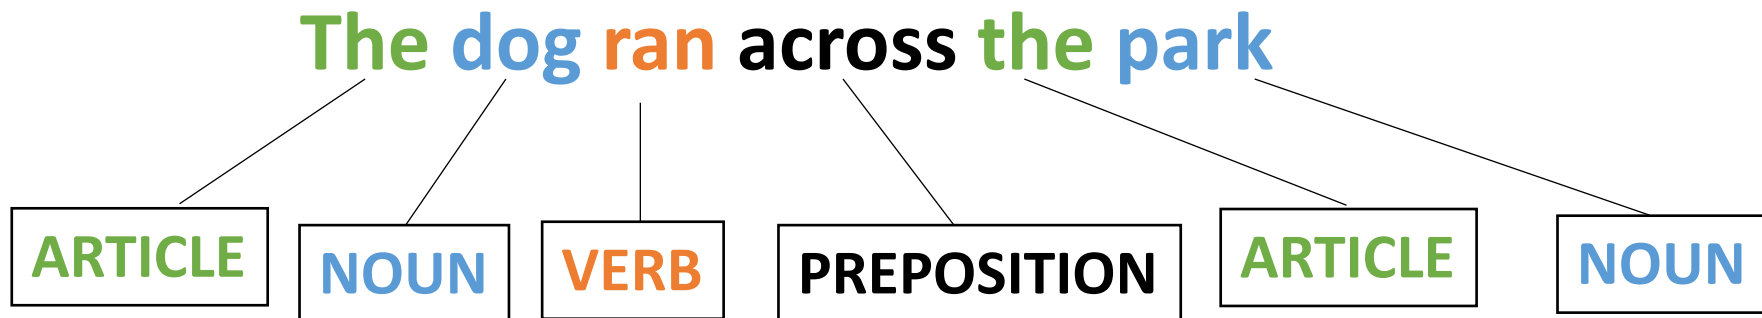 The dog ran across the park
ARTICLE NOUN VERB PREPOSITION ARTICLE NOUN